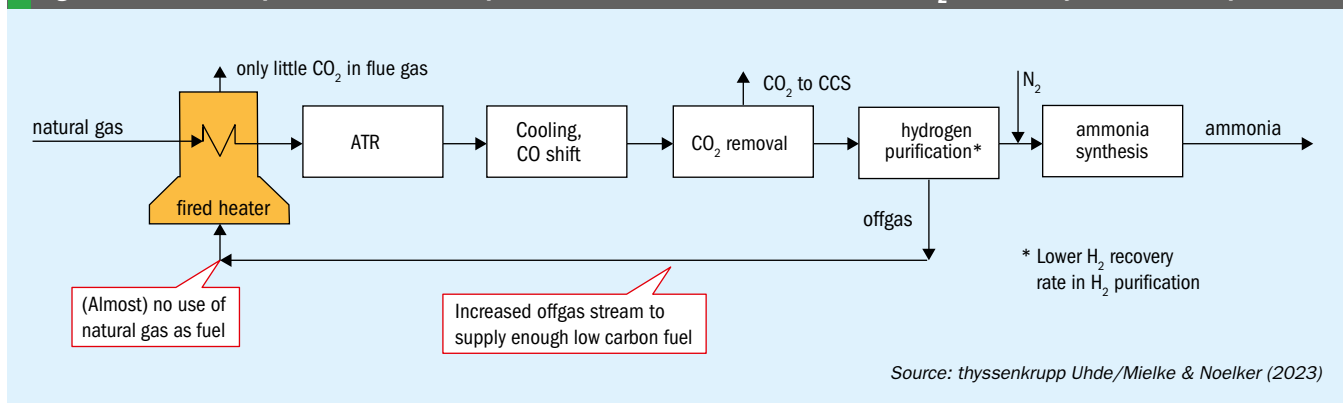 only little CO₂ in flue gas
natural gas
fired heater
ATR
Cooling,
CO shift
CO₂ removal
CO₂ to CCS
hydrogen
purification*
offgas
N₂
ammonia
synthesis
ammonia
* Lower H₂ recovery
rate in H₂ purification
(Almost) no use of
natural gas as fuel
Increased offgas stream to
supply enough low carbon fuel
Source: thyssenkrupp Uhde/Mielke & Noelker (2023)